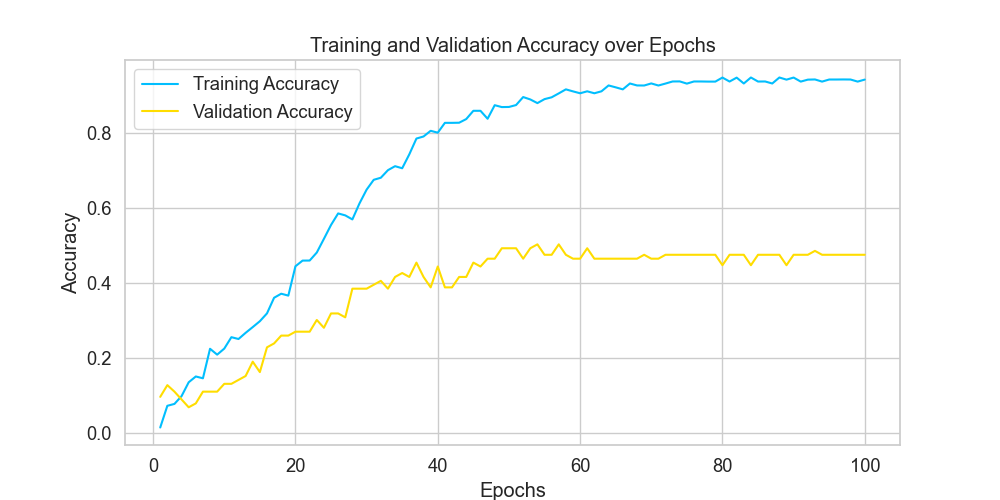 Training and Validation Accuracy over Epochs
Training Accuracy
Validation Accuracy
Accuracy
0.8
0.6
0.4
0.2
0.0
0 20 40 60 80 100
Epochs